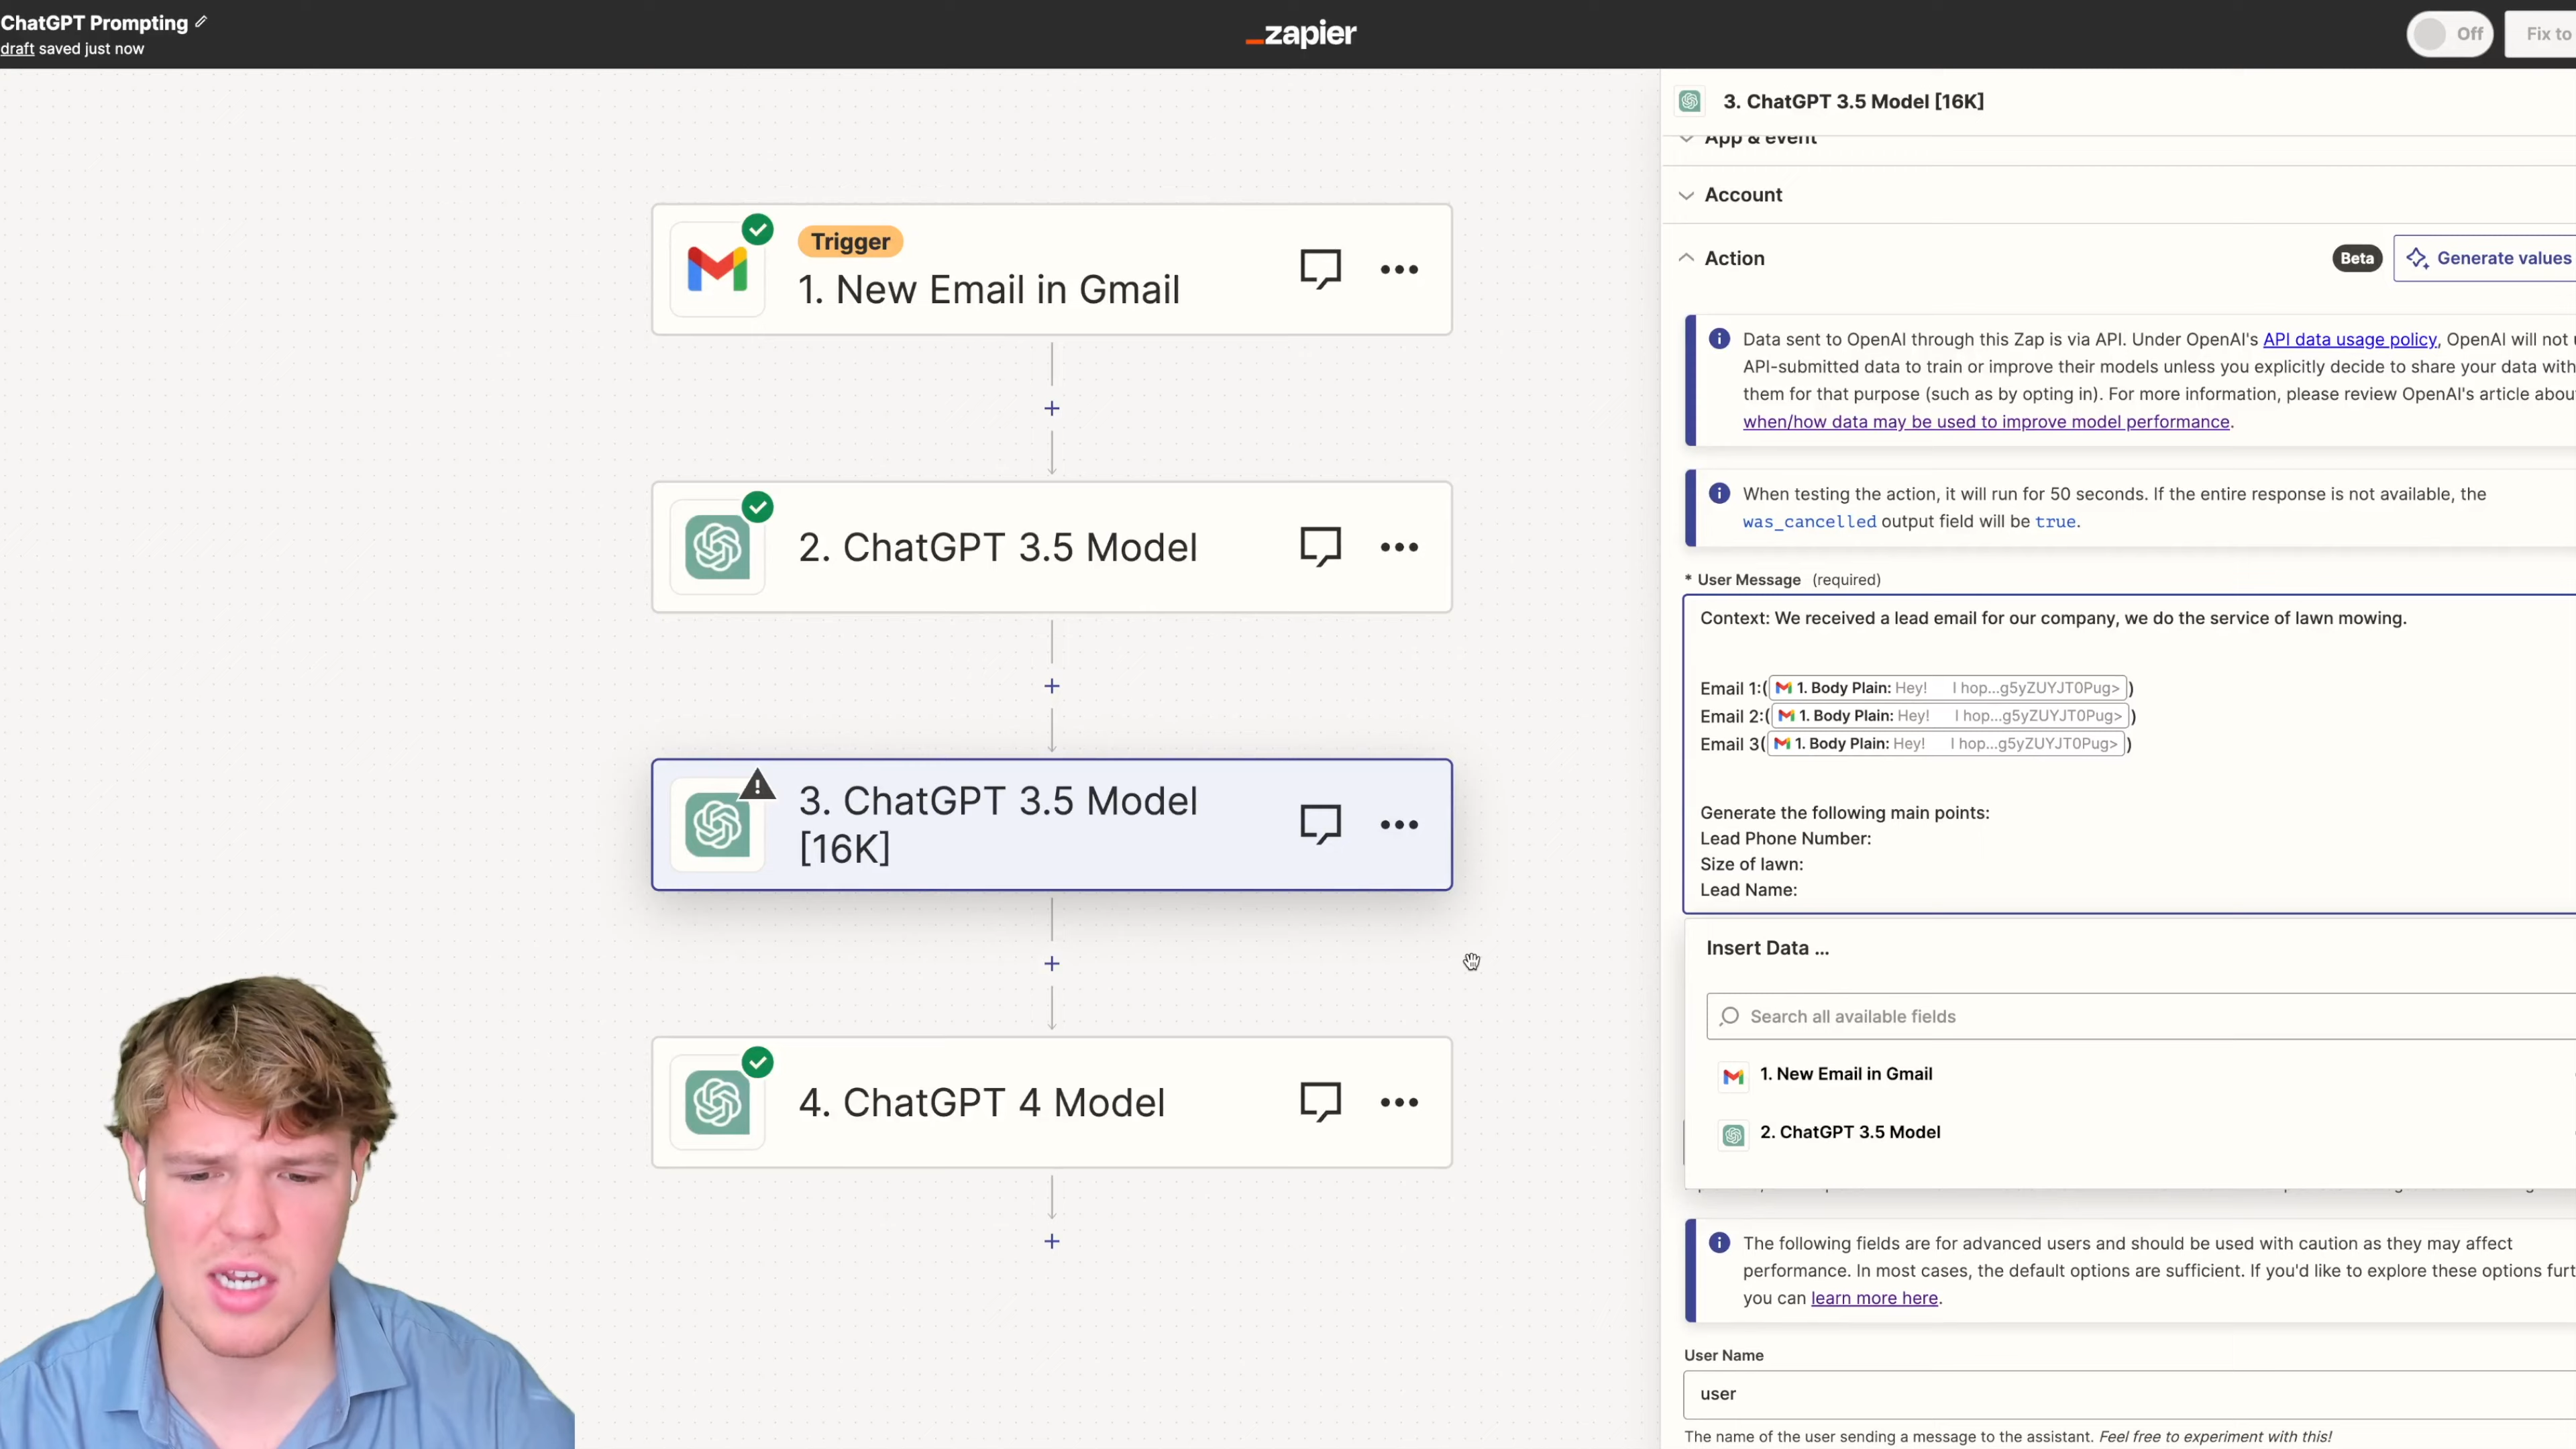 ChatGPT Prompting
draft saved just now
zapier
Off
Fix to
Trigger
1. New Email in Gmail
2. ChatGPT 3.5 Model
3. ChatGPT 3.5 Model
[16K]
4. ChatGPT 4 Model
3. ChatGPT 3.5 Model [16K]
App & event
Account
Action
Beta
Generate values
Data sent to OpenAI through this Zap is via API. Under OpenAI's API data usage policy, OpenAI will not
API-submitted data to train or improve their models unless you explicitly decide to share your data with
them for that purpose (such as by opting in). For more information, please review OpenAI's article
when/how data may be used to improve model performance.
When testing the action, it will run for 50 seconds. If the entire response is not available, the
was_cancelled output field will be true.
* User Message (required)
Context: We received a lead email for our company, we do the service of lawn mowing.
Email 1:( 1. Body Plain: Hey! I hop...g5yZUYJT0Pug> )
Email 2:( 1. Body Plain: Hey! I hop...g5yZUYJT0Pug> )
Email 3( 1. Body Plain: Hey! I hop...g5yZUYJT0Pug> )
Generate the following main points:
Lead Phone Number:
Size of lawn:
Lead Name:
Insert Data ...
Search all available fields
1. New Email in Gmail
2. ChatGPT 3.5 Model
The following fields are for advanced users and should be used with caution as they may affect
performance. In most cases, the default options are sufficient. If you'd like to explore these options
you can learn more here.
User Name
user
The name of the user sending a message to the assistant. Feel free to experiment with this!